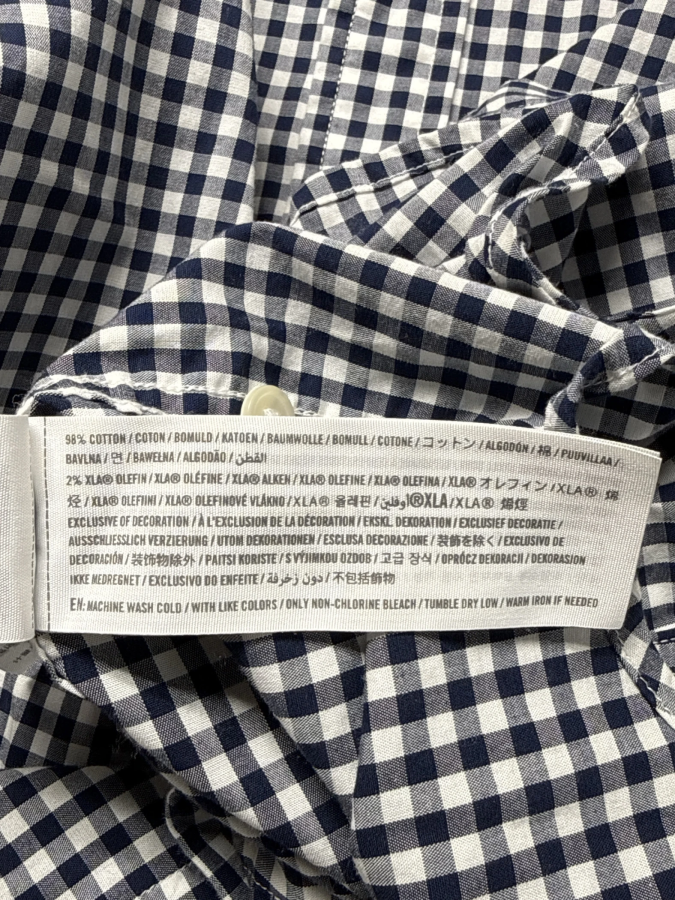 98% COTTON / COTON / BOMULD / KATOEN / BAUMWOLLE / BOMULL / COTONE / コットン / ALGODÓN / 棉 / PUUVILLAA /
BAVLNA / 면 / BAWEŁNA / ALGODÃO / القطن
2% XLA® OLEFIN / XLA® OLÉFINE / XLA® ALKEN / XLA® OLEFINE / XLA® OLEFINA / XLA® オレフィン / XLA® 烯
烃 / XLA® OLEFIINI / XLA® OLEFINOVÉ VLÁKNO / XLA® 올레핀 / أوفلين®XLA / XLA® 烯烴
EXCLUSIVE OF DECORATION / À L'EXCLUSION DE LA DÉCORATION / EKSKL. DEKORATION / EXCLUSIEF DECORATIE /
AUSSCHLIESSLICH VERZIERUNG / UTOM DEKORATIONEN / ESCLUSA DECORAZIONE / 装飾を除く / EXCLUSIVO DE
DECORACIÓN / 装饰物除外 / PAITSI KORISTE / S VÝJIMKOU OZDOB / 고급 장식 / OPRÓCZ DEKORACJI / DEKORASJON
IKKE MEDREGNET / EXCLUSIVO DO ENFEITE / دون زخرفة / 不包括飾物
EN: MACHINE WASH COLD / WITH LIKE COLORS / ONLY NON-CHLORINE BLEACH / TUMBLE DRY LOW / WARM IRON IF NEEDED